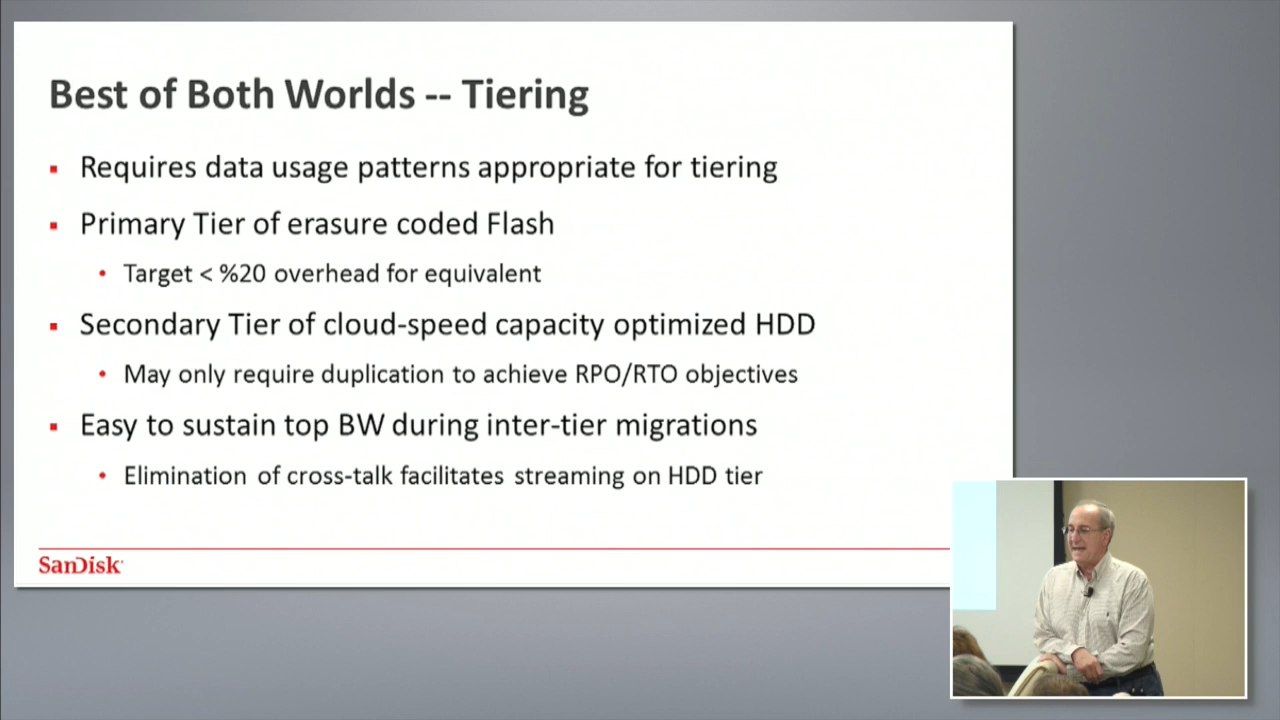 Best of Both Worlds -- Tiering
Requires data usage patterns appropriate for tiering
Primary Tier of erasure coded Flash
Target < %20 overhead for equivalent
Secondary Tier of cloud-speed capacity optimized HDD
May only require duplication to achieve RPO/RTO objectives
Easy to sustain top BW during inter-tier migrations
Elimination of cross-talk facilitates streaming on HDD tier
SanDisk